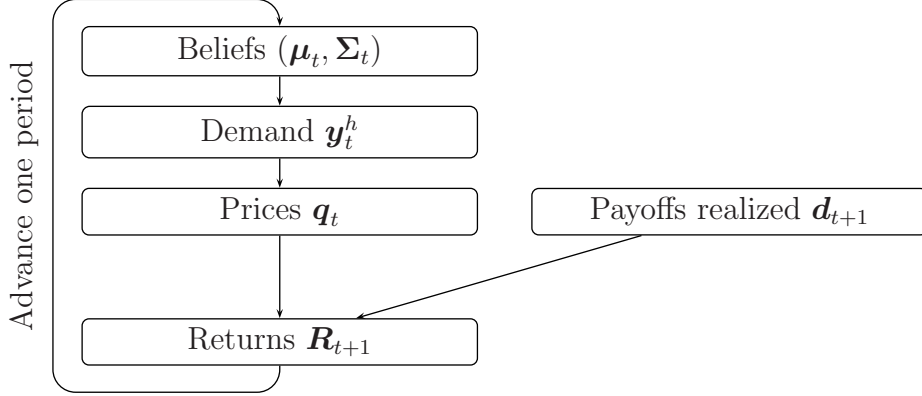 Advance one period
Beliefs (μ_t, Σ_t)
Demand y_t^h
Prices q_t
Payoffs realized d_{t+1}
Returns R_{t+1}